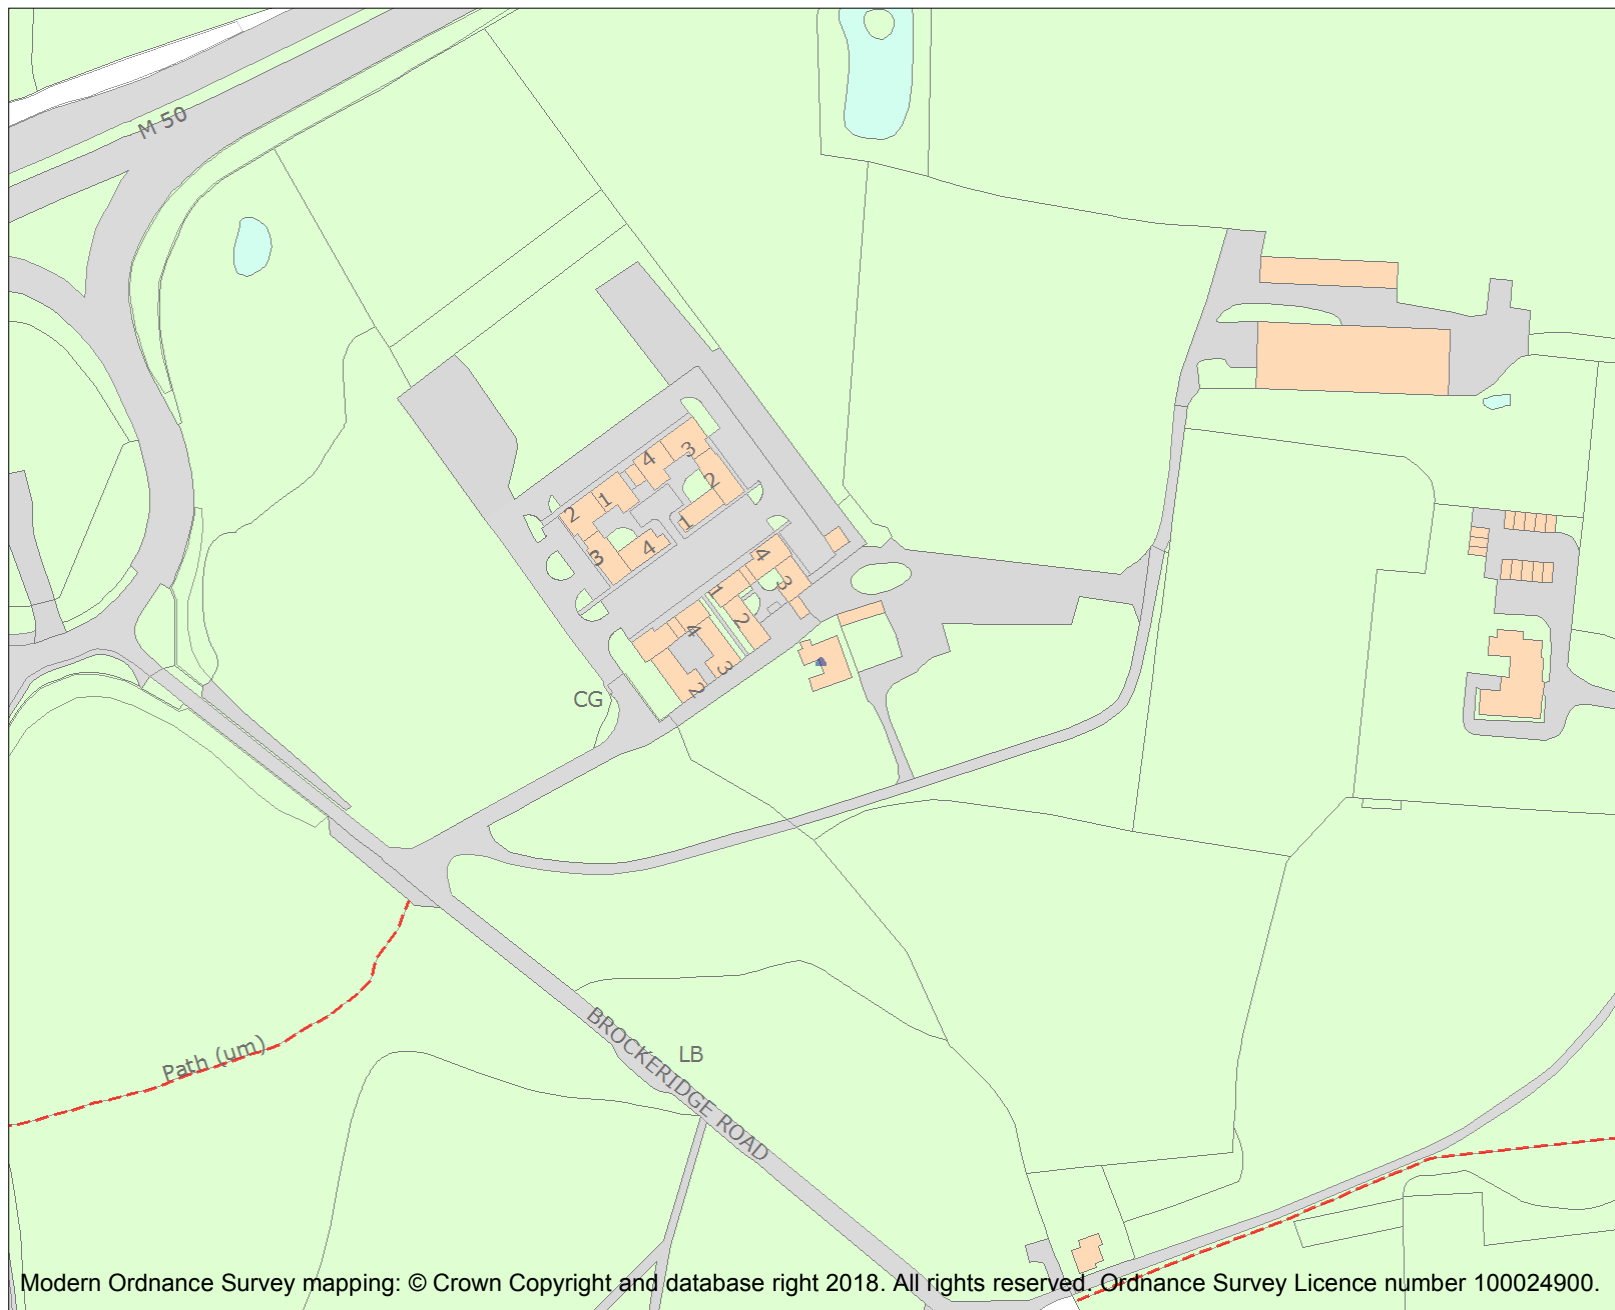 M 50
3
4
2
1
2
1
3
4
4
3
1
2
4
3
2
CG
BROCKERIDGE ROAD
LB
Path (um)
Modern Ordnance Survey mapping: © Crown Copyright and database right 2018. All rights reserved. Ordnance Survey Licence number 100024900.